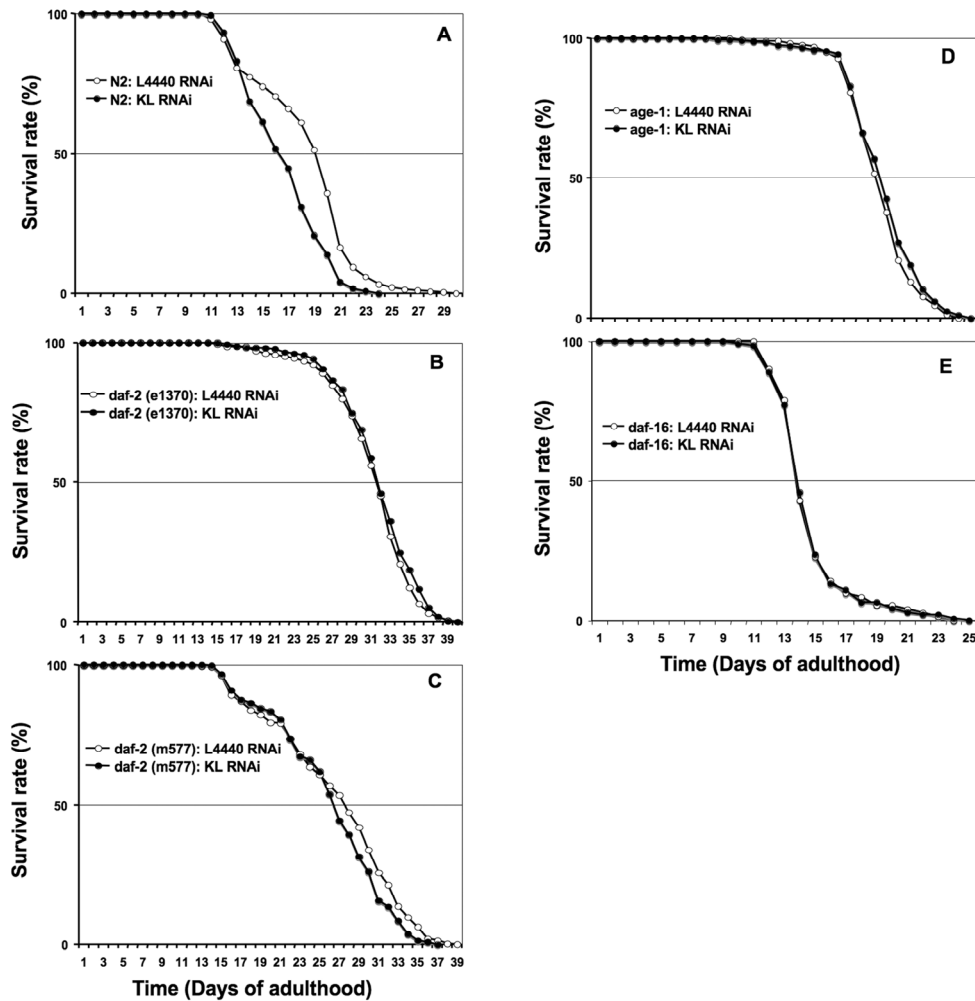 A
Survival rate (%)
100
50
0
N2: L4440 RNAi
N2: KL RNAi
1 3 5 7 9 11 13 15 17 19 21 23 25 27 29
B
Survival rate (%)
100
50
0
daf-2 (e1370): L4440 RNAi
daf-2 (e1370): KL RNAi
1 3 5 7 9 11 13 15 17 19 21 23 25 27 29 31 33 35 37 39
C
Survival rate (%)
100
50
0
daf-2 (m577): L4440 RNAi
daf-2 (m577): KL RNAi
1 3 5 7 9 11 13 15 17 19 21 23 25 27 29 31 33 35 37 39
Time (Days of adulthood)
D
Survival rate (%)
100
50
0
age-1: L4440 RNAi
age-1: KL RNAi
E
Survival rate (%)
100
50
0
daf-16: L4440 RNAi
daf-16: KL RNAi
1 3 5 7 9 11 13 15 17 19 21 23 25
Time (Days of adulthood)